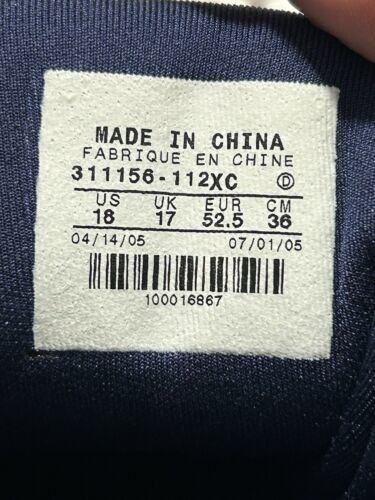 MADE IN CHINA
FABRIQUE EN CHINE
311156-112XC Ⓓ
US UK EUR CM
18 17 52.5 36
04/14/05 07/01/05
100016867